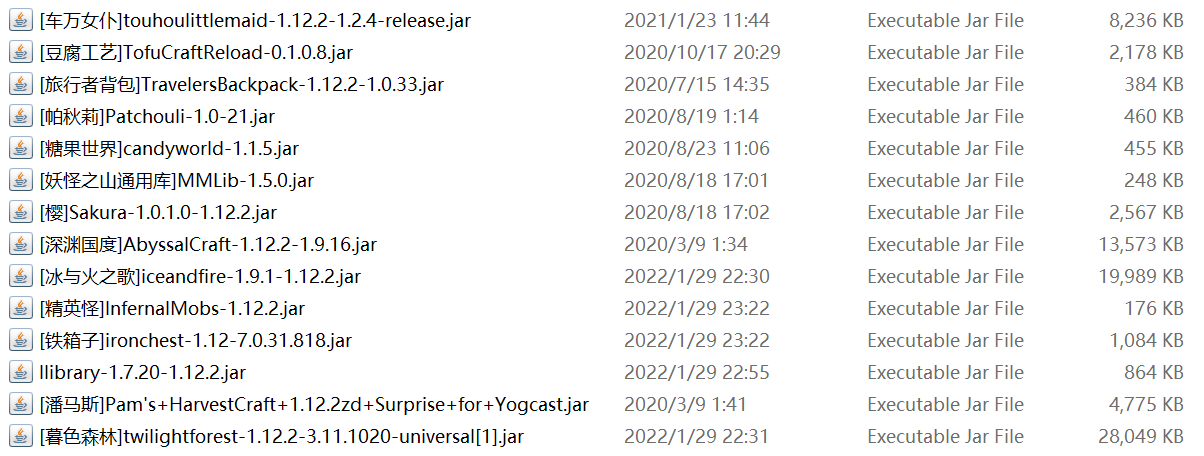 [车万女仆]touhoulittlemaid-1.12.2-1.2.4-release.jar 2021/1/23 11:44 Executable Jar File 8,236 KB
[豆腐工艺]TofuCraftReload-0.1.0.8.jar 2020/10/17 20:29 Executable Jar File 2,178 KB
[旅行者背包]TravelersBackpack-1.12.2-1.0.33.jar 2020/7/15 14:35 Executable Jar File 384 KB
[帕秋莉]Patchouli-1.0-21.jar 2020/8/19 1:14 Executable Jar File 460 KB
[糖果世界]candyworld-1.1.5.jar 2020/8/23 11:06 Executable Jar File 455 KB
[妖怪之山通用库]MMLib-1.5.0.jar 2020/8/18 17:01 Executable Jar File 248 KB
[樱]Sakura-1.0.1.0-1.12.2.jar 2020/8/18 17:02 Executable Jar File 2,567 KB
[深渊国度]AbyssalCraft-1.12.2-1.9.16.jar 2020/3/9 1:34 Executable Jar File 13,573 KB
[冰与火之歌]iceandfire-1.9.1-1.12.2.jar 2022/1/29 22:30 Executable Jar File 19,989 KB
[精英怪]InfernalMobs-1.12.2.jar 2022/1/29 23:22 Executable Jar File 176 KB
[铁箱子]ironchest-1.12-7.0.31.818.jar 2022/1/29 23:22 Executable Jar File 1,084 KB
llibrary-1.7.20-1.12.2.jar 2022/1/29 22:55 Executable Jar File 864 KB
[潘马斯]Pam's+HarvestCraft+1.12.2zd+Surprise+for+Yogcast.jar 2020/3/9 1:41 Executable Jar File 4,775 KB
[暮色森林]twilightforest-1.12.2-3.11.1020-universal[1].jar 2022/1/29 22:31 Executable Jar File 28,049 KB